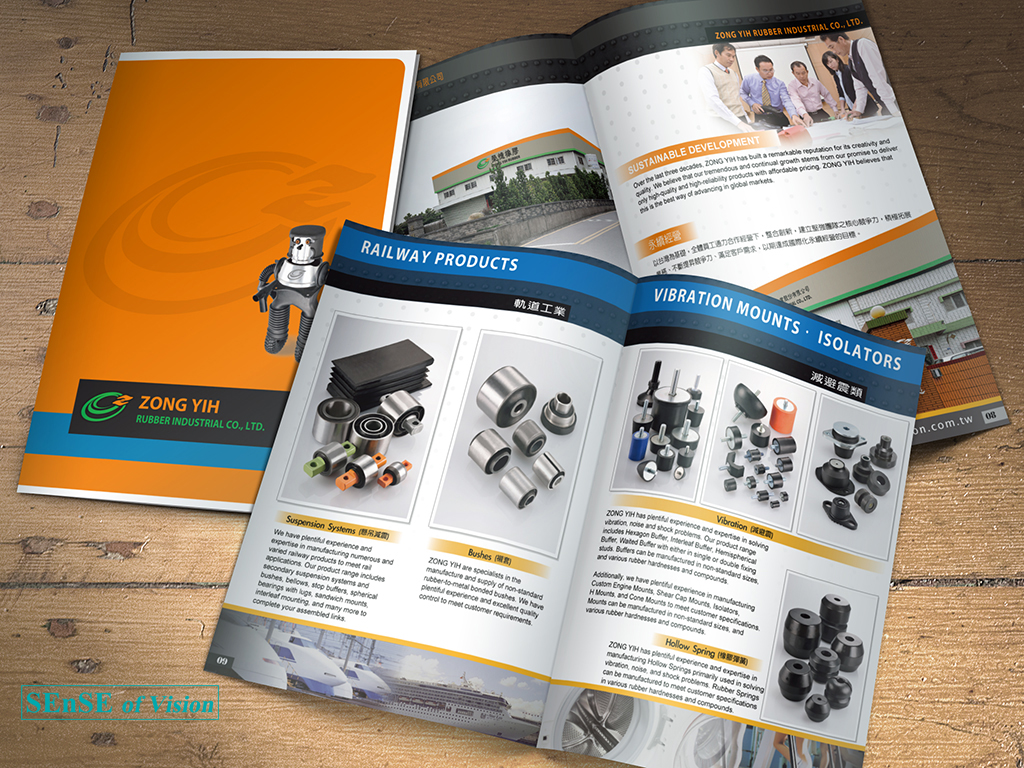 ZONG YIH
RUBBER INDUSTRIAL CO., LTD.
有限公司
ZONG YIH RUBBER INDUSTRIAL CO., LTD.
SUSTAINABLE DEVELOPMENT
Over the last three decades, ZONG YIH has built a remarkable reputation for its creativity and
quality. We believe that our tremendous and continual growth stems from our promise to deliver
only high-quality and high-reliability products with affordable pricing. ZONG YIH believes that
this is the best way of advancing in global markets.
永續經營
08
RAILWAY PRODUCTS
軌道工業
Suspension Systems (懸吊減震)
We have plentiful experience and
expertise in manufacturing numerous and
varied railway products to meet rail
applications. Our product range includes
secondary suspension systems and
bushes, bellows, stop buffers, spherical
bearings with lugs, sandwich mounts,
interleaf mounting, and many more to
complete your assembled links.
Bushes (襯套)
ZONG YIH are specialists in the
manufacture and supply of non-standard
rubber-to-metal bonded bushes. We have
plentiful experience and excellent quality
control to meet customer requirements.
09
VIBRATION MOUNTS · ISOLATORS
減避震類
Vibration (減避震)
ZONG YIH has plentiful experience and expertise in solving
vibration, noise and shock problems. Our product range
includes Hexagon Buffer, Interleaf Buffer, Hemispherical
Buffer, Waited Buffer with either in single or double fixing
studs. Buffers can be manufactured in non-standard sizes,
and various rubber hardnesses and compounds.
Additionally, we have plentiful experience in manufacturing
Custom Engine Mounts, Shear Cap Mounts, Isolators,
H Mounts, and Cone Mounts to meet customer specifications.
Mounts can be manufactured in non-standard sizes, and
various rubber hardnesses and compounds.
Hollow Spring (橡膠彈簧)
ZONG YIH has plentiful experience and expertise in
manufacturing Hollow Springs primarily used in solving
vibration, noise, and shock problems. Rubber Springs
can be manufactured to meet customer specifications
in various rubber hardnesses and compounds.
SEnSE of Vision